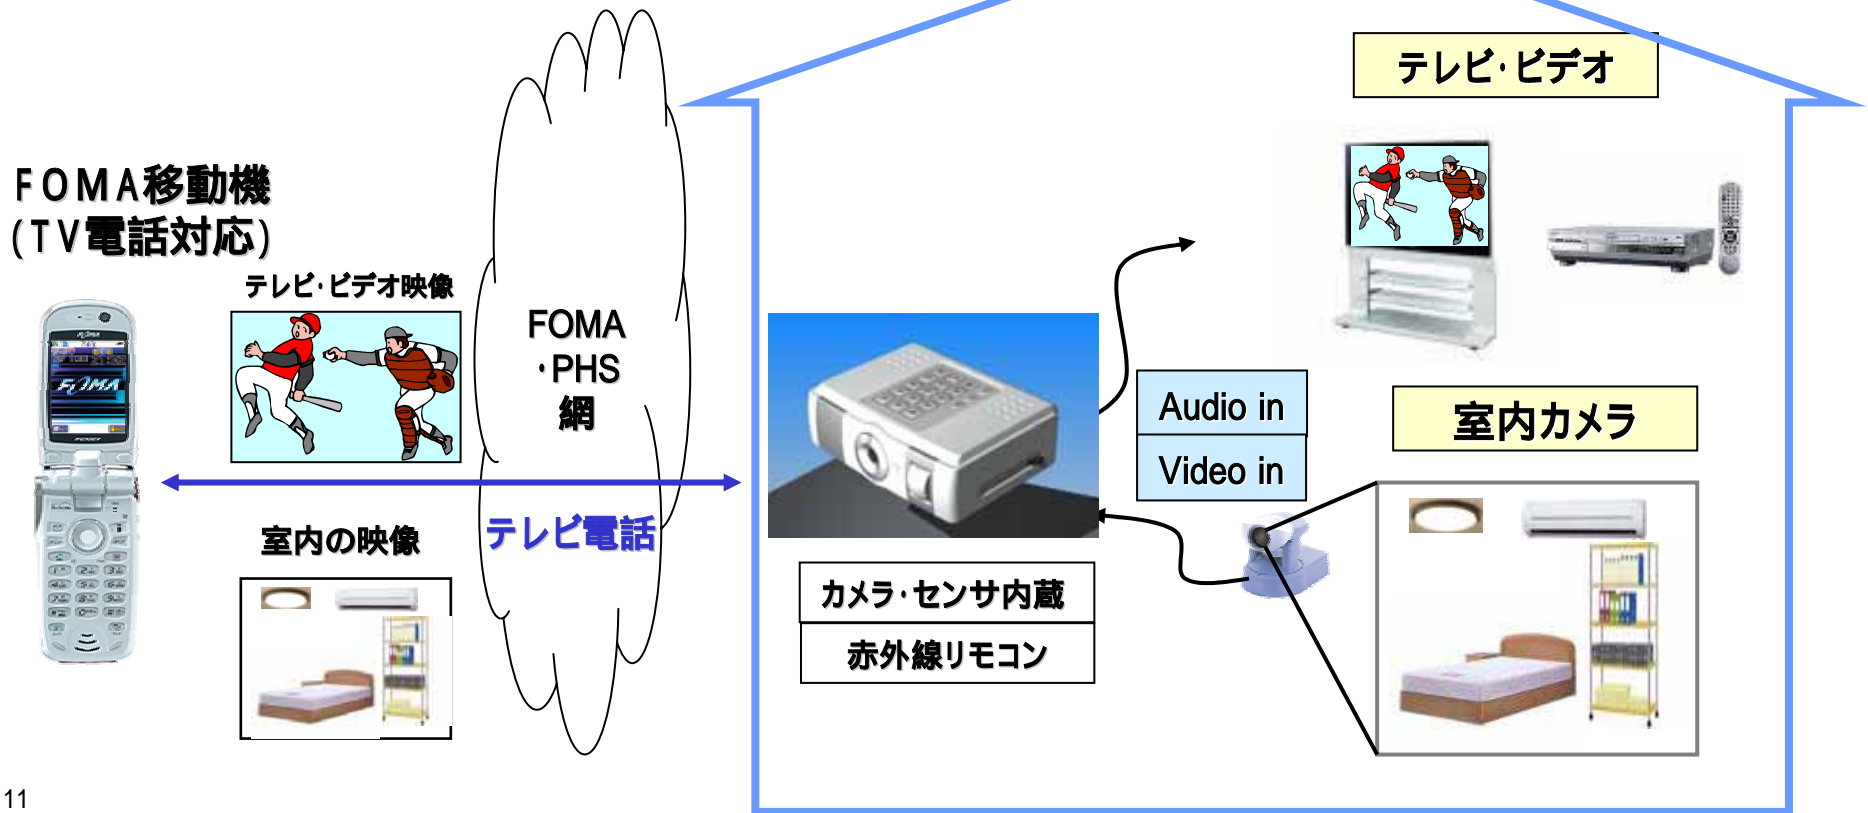 テレビ・ビデオ
FOMA移動機
(TV電話対応)
テレビ・ビデオ映像
FOMA
・PHS
網
FOMA
Audio in
Video in
室内カメラ
室内の映像
テレビ電話
カメラ・センサ内蔵
赤外線リモコン
11